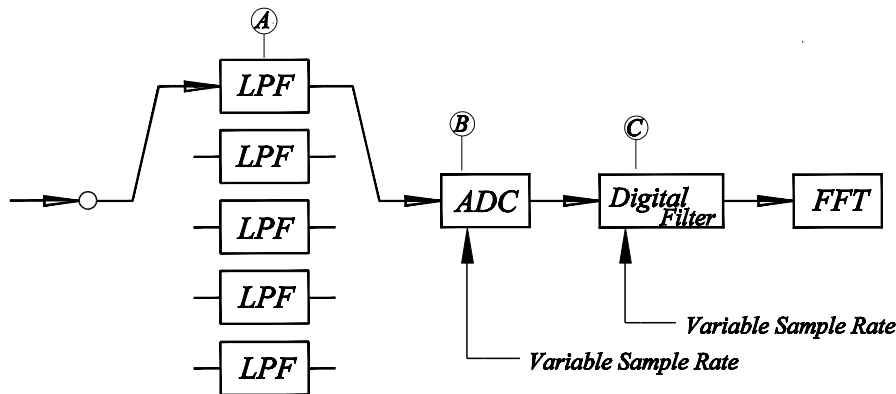 A
LPF
LPF
LPF
LPF
LPF
B
ADC
C
Digital
Filter
FFT
Variable Sample Rate
Variable Sample Rate